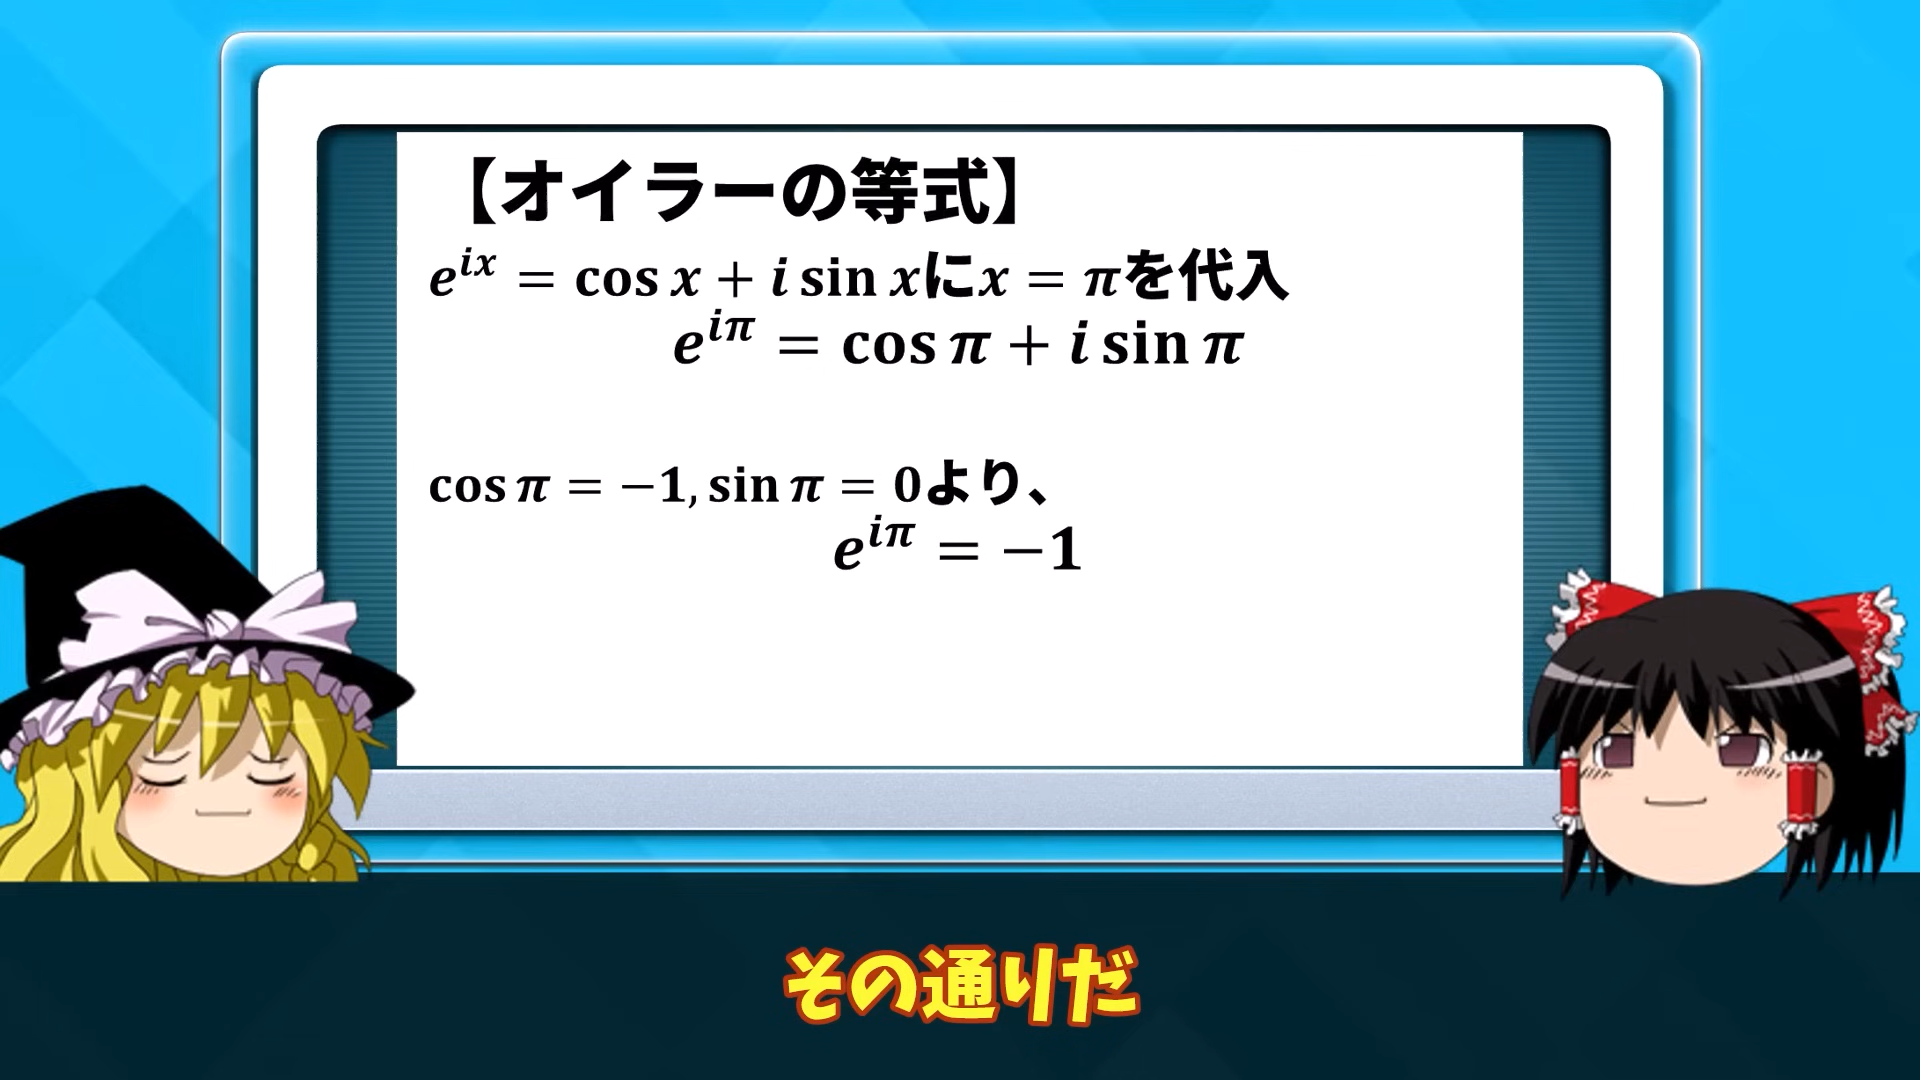 【オイラーの等式】
e^{ix} = cos x + i sin xにx = πを代入
e^{iπ} = cos π + i sin π
cos π = −1, sin π = 0より、
e^{iπ} = −1
その通りだ